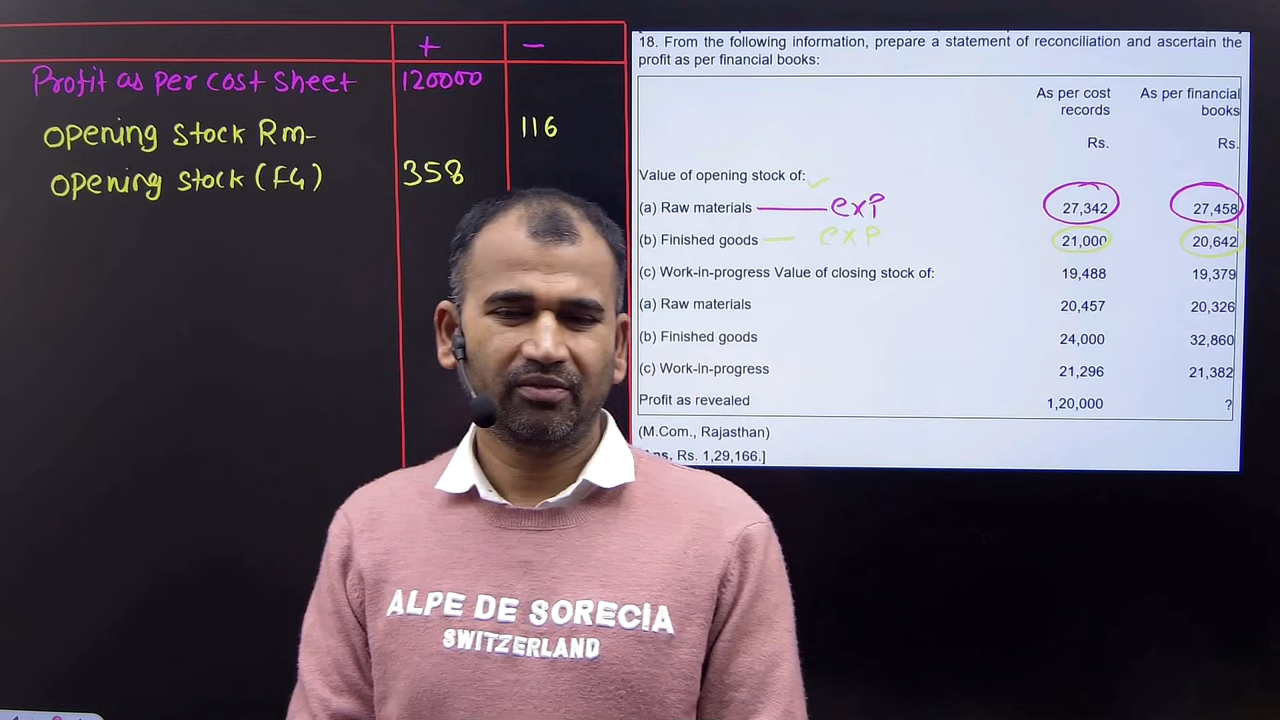 + −
Profit as per cost sheet 120000
opening stock Rm- 116
opening stock (FG) 358
18. From the following information, prepare a statement of reconciliation and ascertain the
profit as per financial books:
As per cost As per financial
records books
Rs. Rs.
Value of opening stock of:
(a) Raw materials exp 27,342 27,458
(b) Finished goods exp 21,000 20,642
(c) Work-in-progress Value of closing stock of: 19,488 19,379
(a) Raw materials 20,457 20,326
(b) Finished goods 24,000 32,860
(c) Work-in-progress 21,296 21,382
Profit as revealed 1,20,000 ?
(M.Com., Rajasthan)
Rs. 1,29,166.]
ALPE DE SORECIA
SWITZERLAND